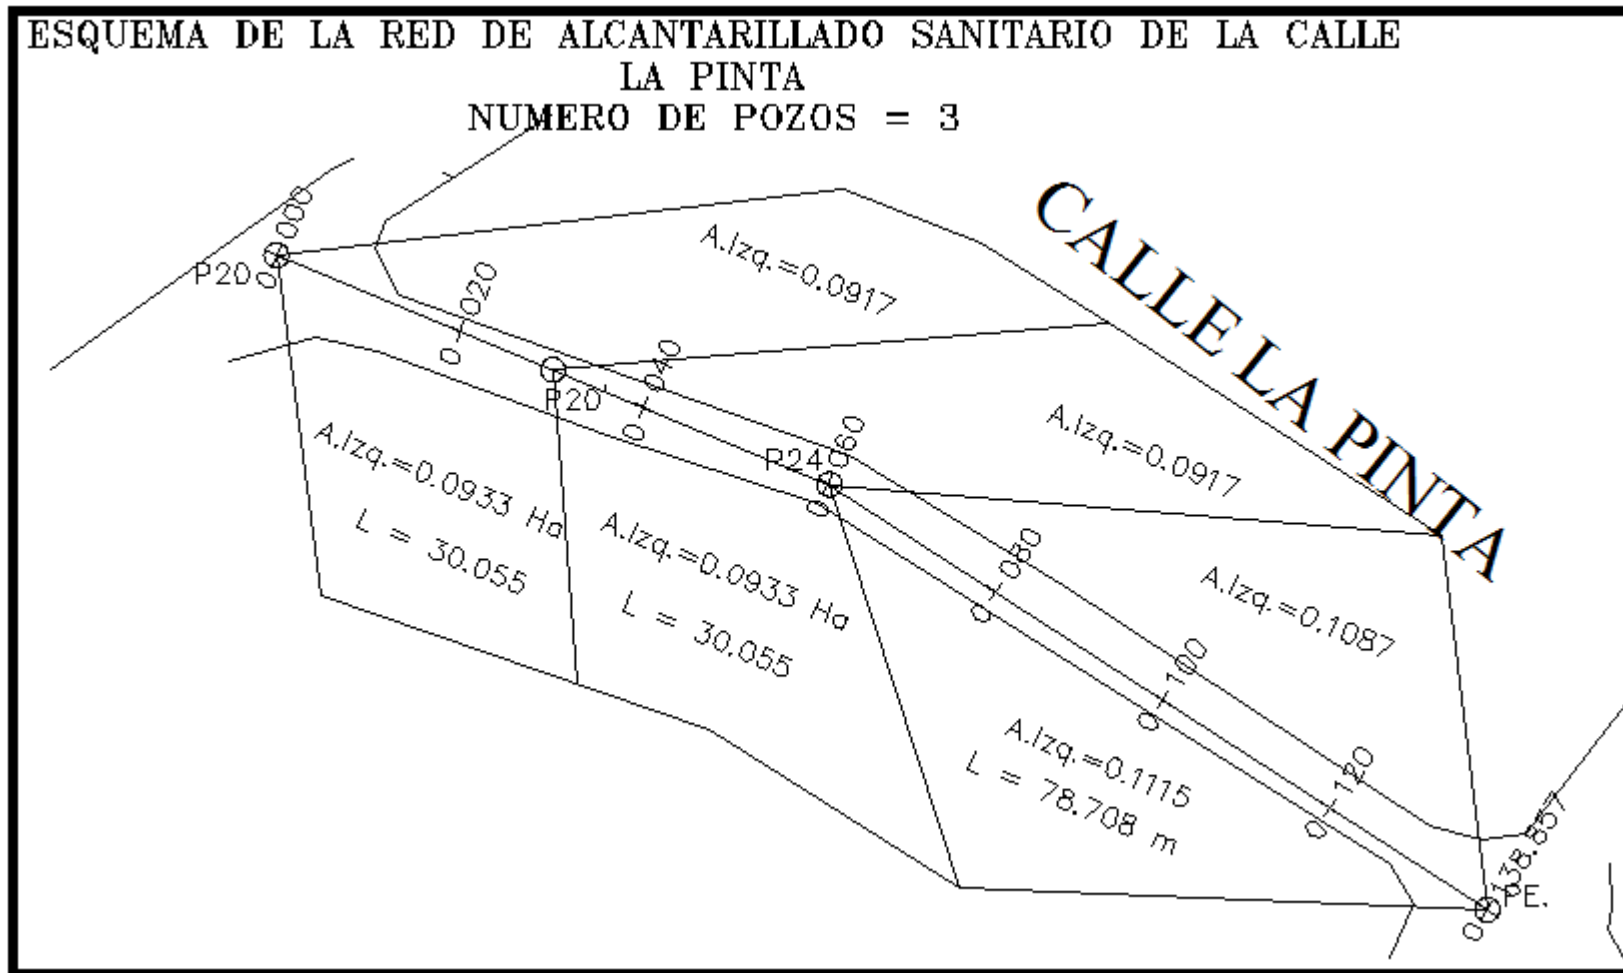 ESQUEMA DE LA RED DE ALCANTARILLADO SANITARIO DE LA CALLE
LA PINTA
NUMERO DE POZOS = 3
CALLE LA PINTA
P20
0 000
0-020
A.Izq.=0.0917
P20'
0-040
A.Izq.=0.0933 Ha
L = 30.055
A.Izq.=0.0933 Ha
L = 30.055
P24
0 060
A.Izq.=0.0917
0-080
A.Izq.=0.1087
0-100
A.Izq.=0.1115
L = 78.708 m
0-120
0 138.857
PE.